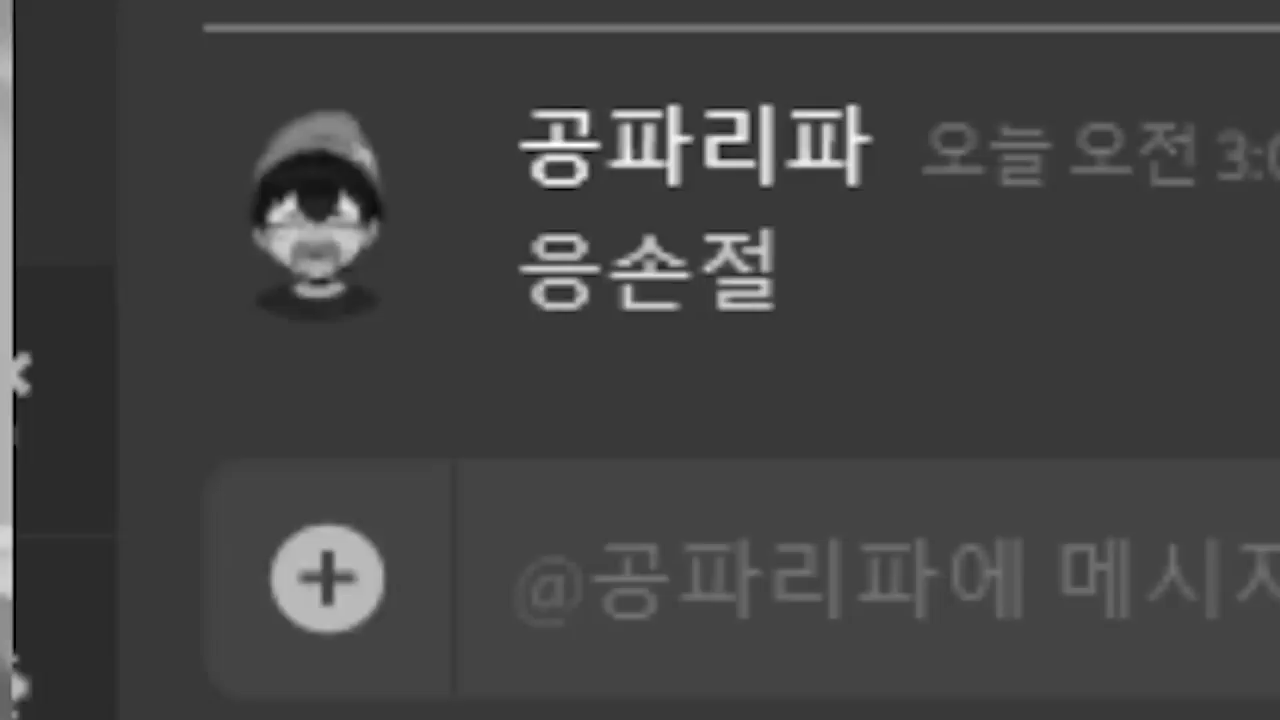 공파리파 오늘 오전 3:
응손절
@공파리파에 메시지